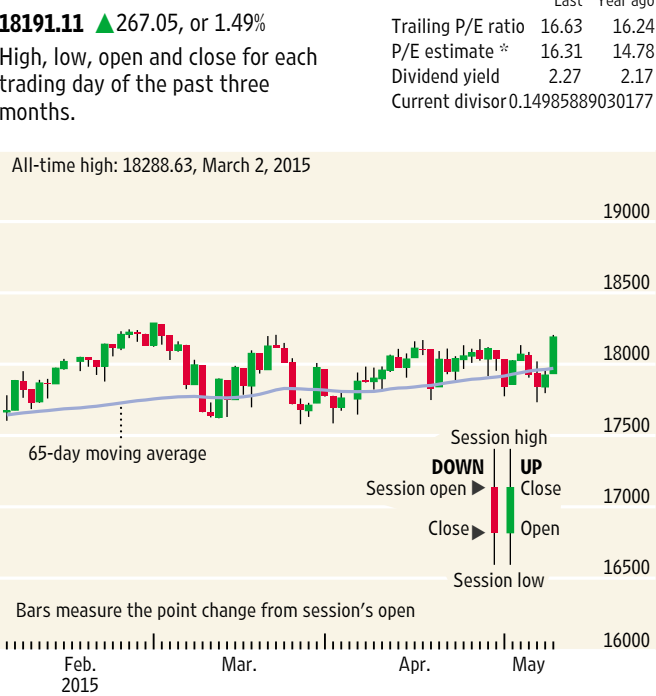 18191.11 ▲267.05, or 1.49%
High, low, open and close for each
trading day of the past three
months.
Last Year ago
Trailing P/E ratio 16.63 16.24
P/E estimate * 16.31 14.78
Dividend yield 2.27 2.17
Current divisor 0.14985889030177
All-time high: 18288.63, March 2, 2015
19000
18500
18000
17500
65-day moving average
Session high
DOWN UP
Session open ▶ Close
17000
Close ▶ Open
16500
Session low
Bars measure the point change from session's open
16000
Feb. Mar. Apr. May
2015